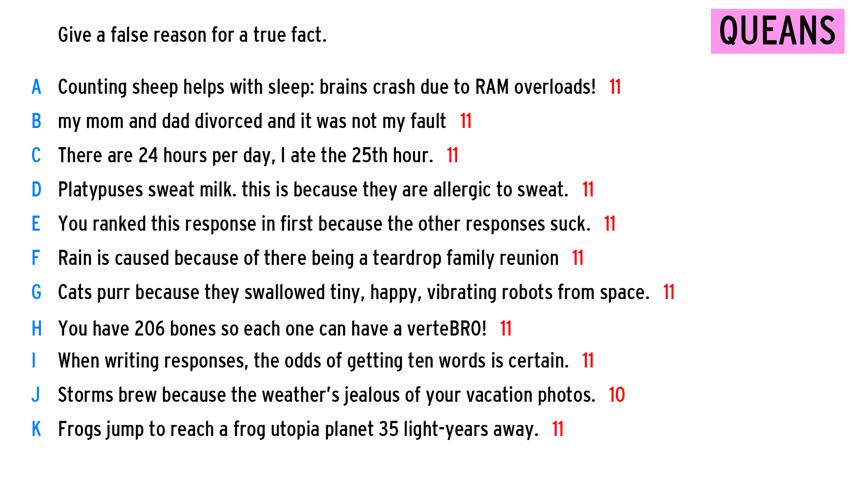 Give a false reason for a true fact.
QUEANS
A Counting sheep helps with sleep: brains crash due to RAM overloads! 11
B my mom and dad divorced and it was not my fault 11
C There are 24 hours per day, I ate the 25th hour. 11
D Platypuses sweat milk. this is because they are allergic to sweat. 11
E You ranked this response in first because the other responses suck. 11
F Rain is caused because of there being a teardrop family reunion 11
G Cats purr because they swallowed tiny, happy, vibrating robots from space. 11
H You have 206 bones so each one can have a verteBRO! 11
I When writing responses, the odds of getting ten words is certain. 11
J Storms brew because the weather's jealous of your vacation photos. 10
K Frogs jump to reach a frog utopia planet 35 light-years away. 11